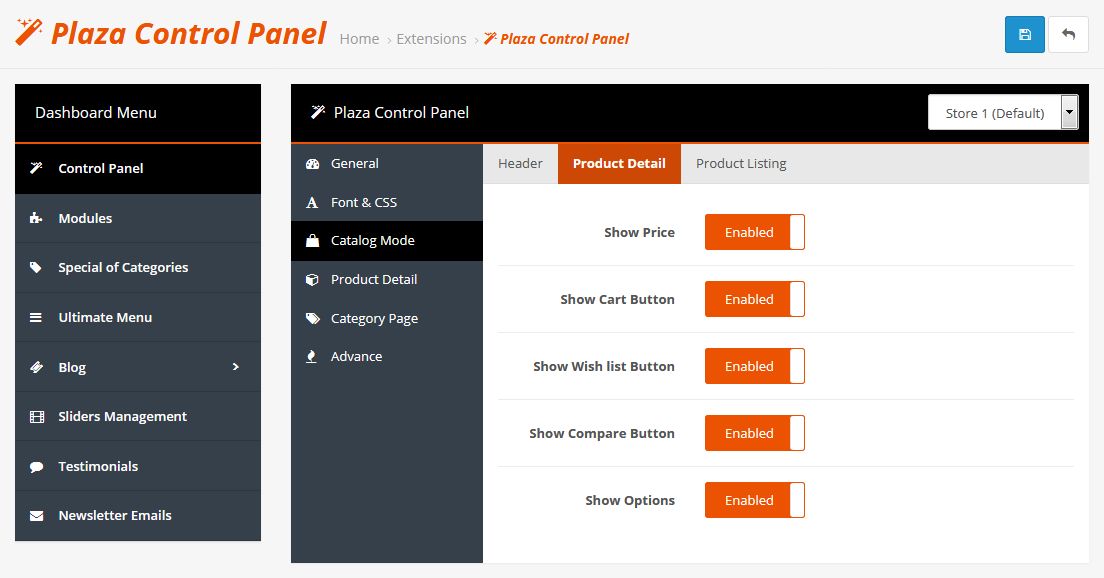 Plaza Control Panel
Home › Extensions › Plaza Control Panel
Dashboard Menu
Control Panel
Modules
Special of Categories
Ultimate Menu
Blog
Sliders Management
Testimonials
Newsletter Emails
Plaza Control Panel
Store 1 (Default)
General
Font & CSS
Catalog Mode
Product Detail
Category Page
Advance
Header
Product Detail
Product Listing
Show Price Enabled
Show Cart Button Enabled
Show Wish list Button Enabled
Show Compare Button Enabled
Show Options Enabled